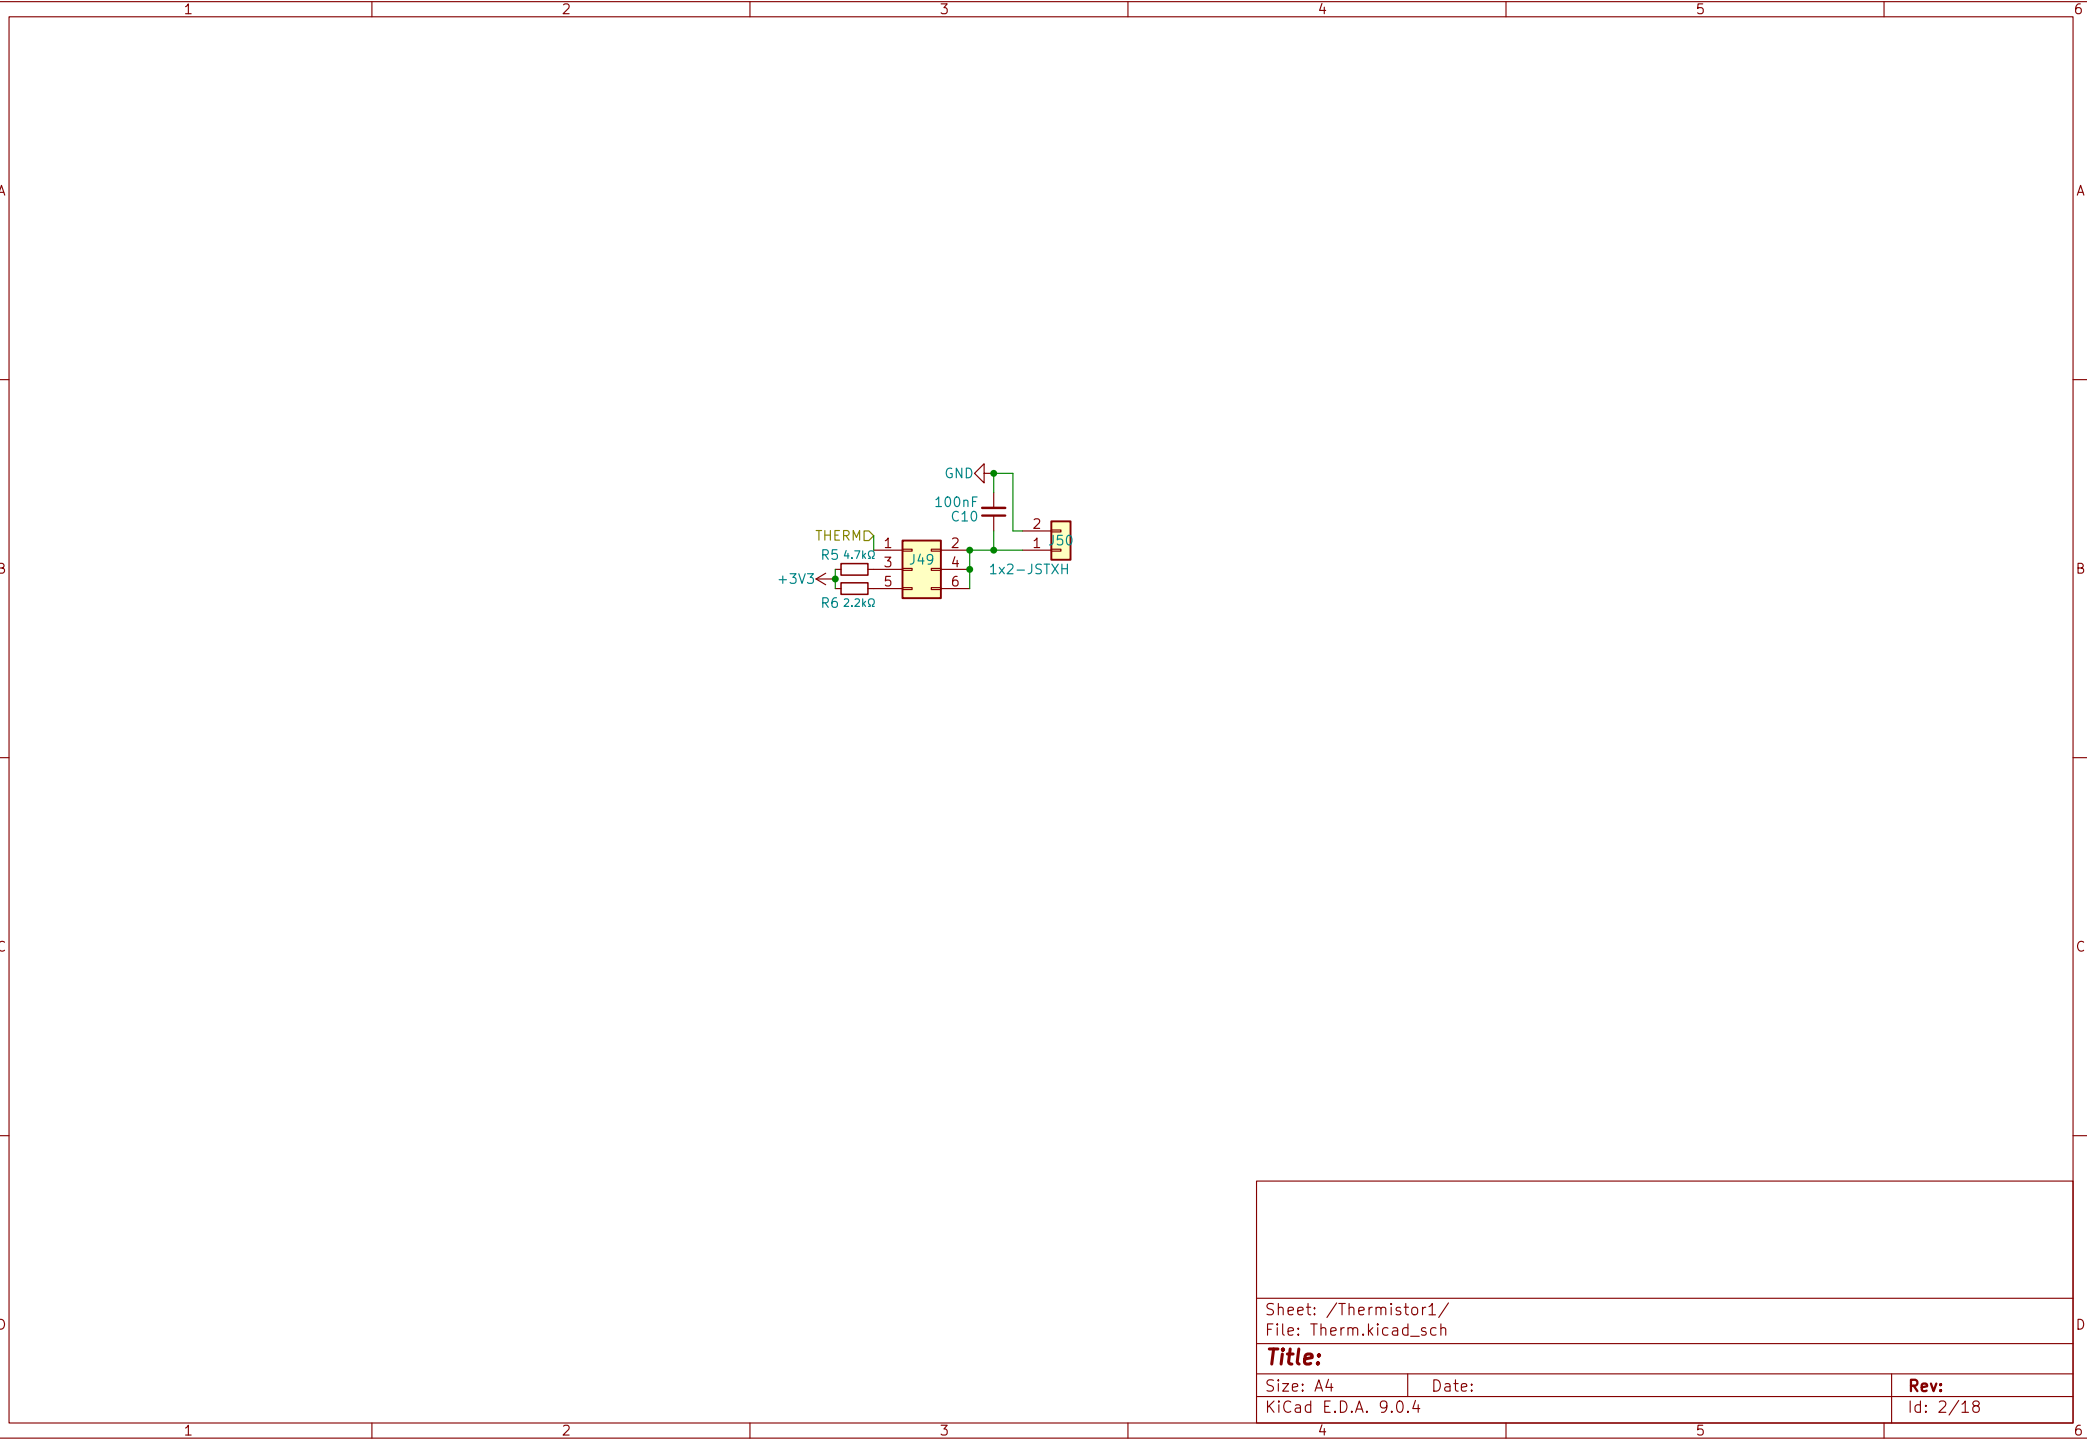 1 2 3 4 5 6
A A
GND
100nF
C10
THERM
2
J50
1
1 2
R5 4.7kΩ
J49
3 4
1x2-JSTXH
+3V3
5 6
R6 2.2kΩ
B B
C C
Sheet: /Thermistor1/
File: Therm.kicad_sch
D D
Title:
Size: A4 Date: Rev:
KiCad E.D.A. 9.0.4 Id: 2/18
1 2 3 4 5 6